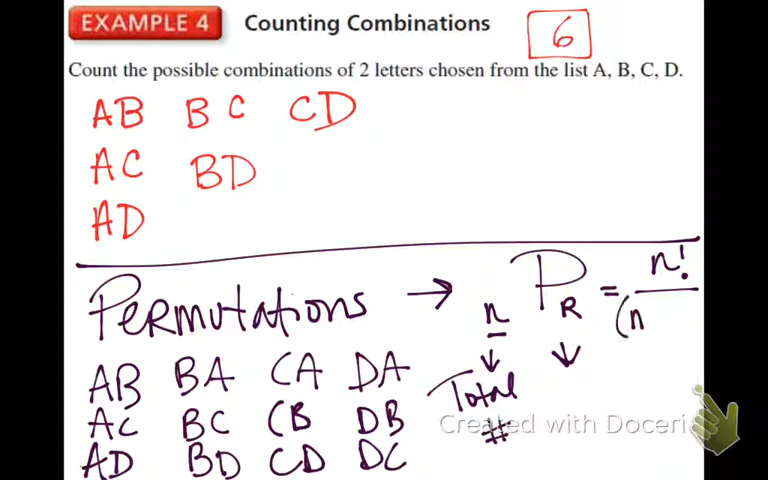 EXAMPLE 4 Counting Combinations 6
Count the possible combinations of 2 letters chosen from the list A, B, C, D.
AB BC CD
AC BD
AD
Permutations → n P R = n! / (n
AB BA CA DA
AC BC CB DB
AD BD CD DC
↓ ↓
Total
#
Created with Doceri